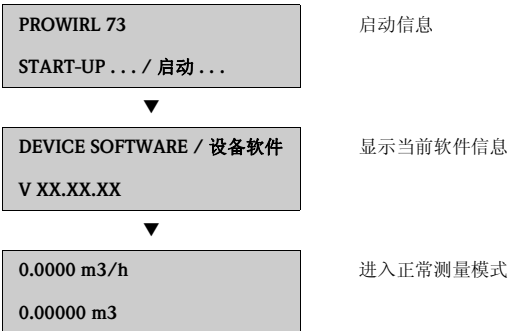 PROWIRL 73 启动信息
START-UP . . . / 启动 . . .
▼
DEVICE SOFTWARE / 设备软件 显示当前软件信息
V XX.XX.XX
▼
0.0000 m3/h 进入正常测量模式
0.00000 m3